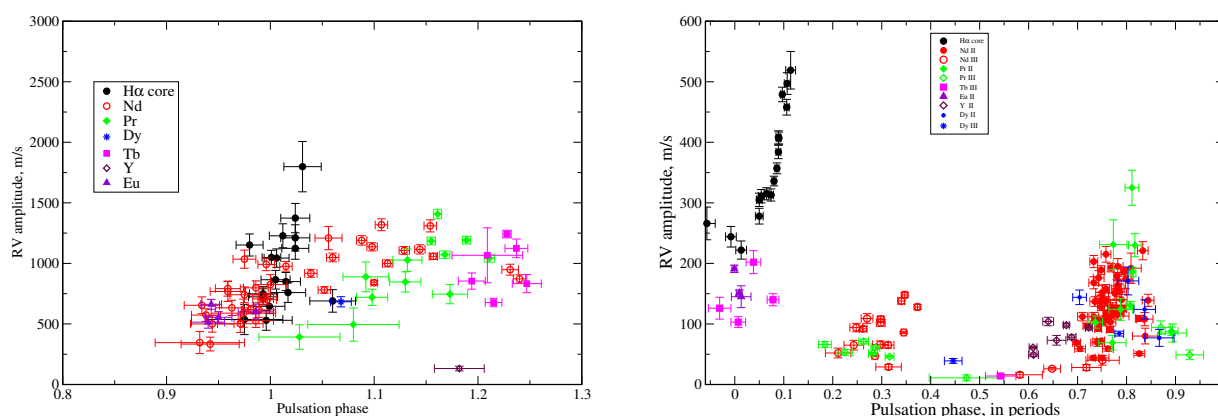 3000
2500
2000
1500
1000
500
0
RV amplitude, m/s
Hα core
Nd
Pr
Dy
Tb
Y
Eu
0.8
0.9
1
1.1
1.2
1.3
Pulsation phase
600
500
400
300
200
100
0
RV amplitude, m/s
Hα core
Nd II
Nd III
Pr II
Pr III
Tb III
Eu II
Y II
Dy II
Dy III
0
0.1
0.2
0.3
0.4
0.5
0.6
0.7
0.8
0.9
1
Pulsation phase, in periods